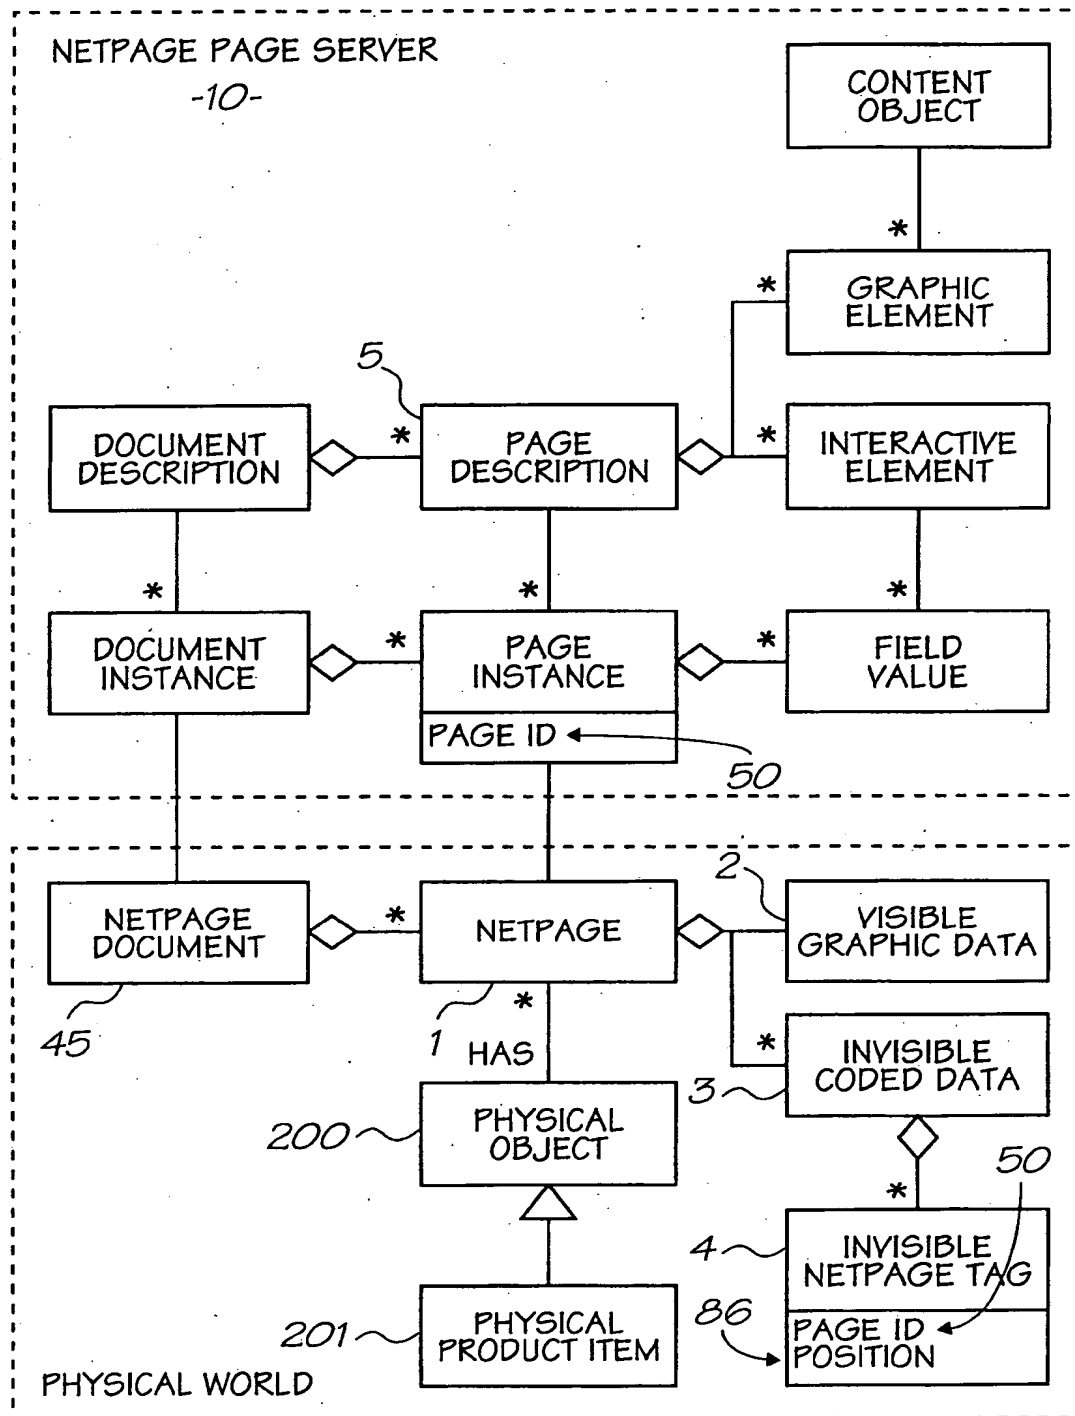 NETPAGE PAGE SERVER
-10-
CONTENT
OBJECT
*
GRAPHIC
ELEMENT
*
5
DOCUMENT
DESCRIPTION
*
PAGE
DESCRIPTION
*
INTERACTIVE
ELEMENT
*
*
*
DOCUMENT
INSTANCE
*
PAGE
INSTANCE
*
FIELD
VALUE
PAGE ID
50
NETPAGE
DOCUMENT
*
NETPAGE
2
VISIBLE
GRAPHIC DATA
45
1
*
HAS
*
INVISIBLE
CODED DATA
3
200
PHYSICAL
OBJECT
50
*
4
INVISIBLE
NETPAGE TAG
86
PAGE ID
POSITION
201
PHYSICAL
PRODUCT ITEM
PHYSICAL WORLD